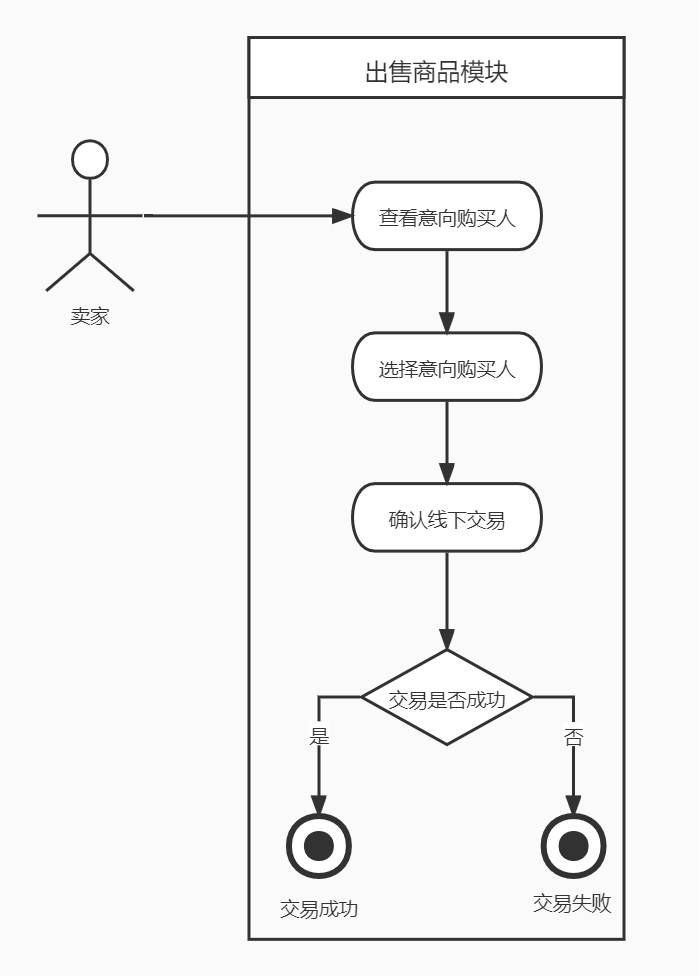 出售商品模块
查看意向购买人
卖家
选择意向购买人
确认线下交易
交易是否成功
是
否
交易成功
交易失败